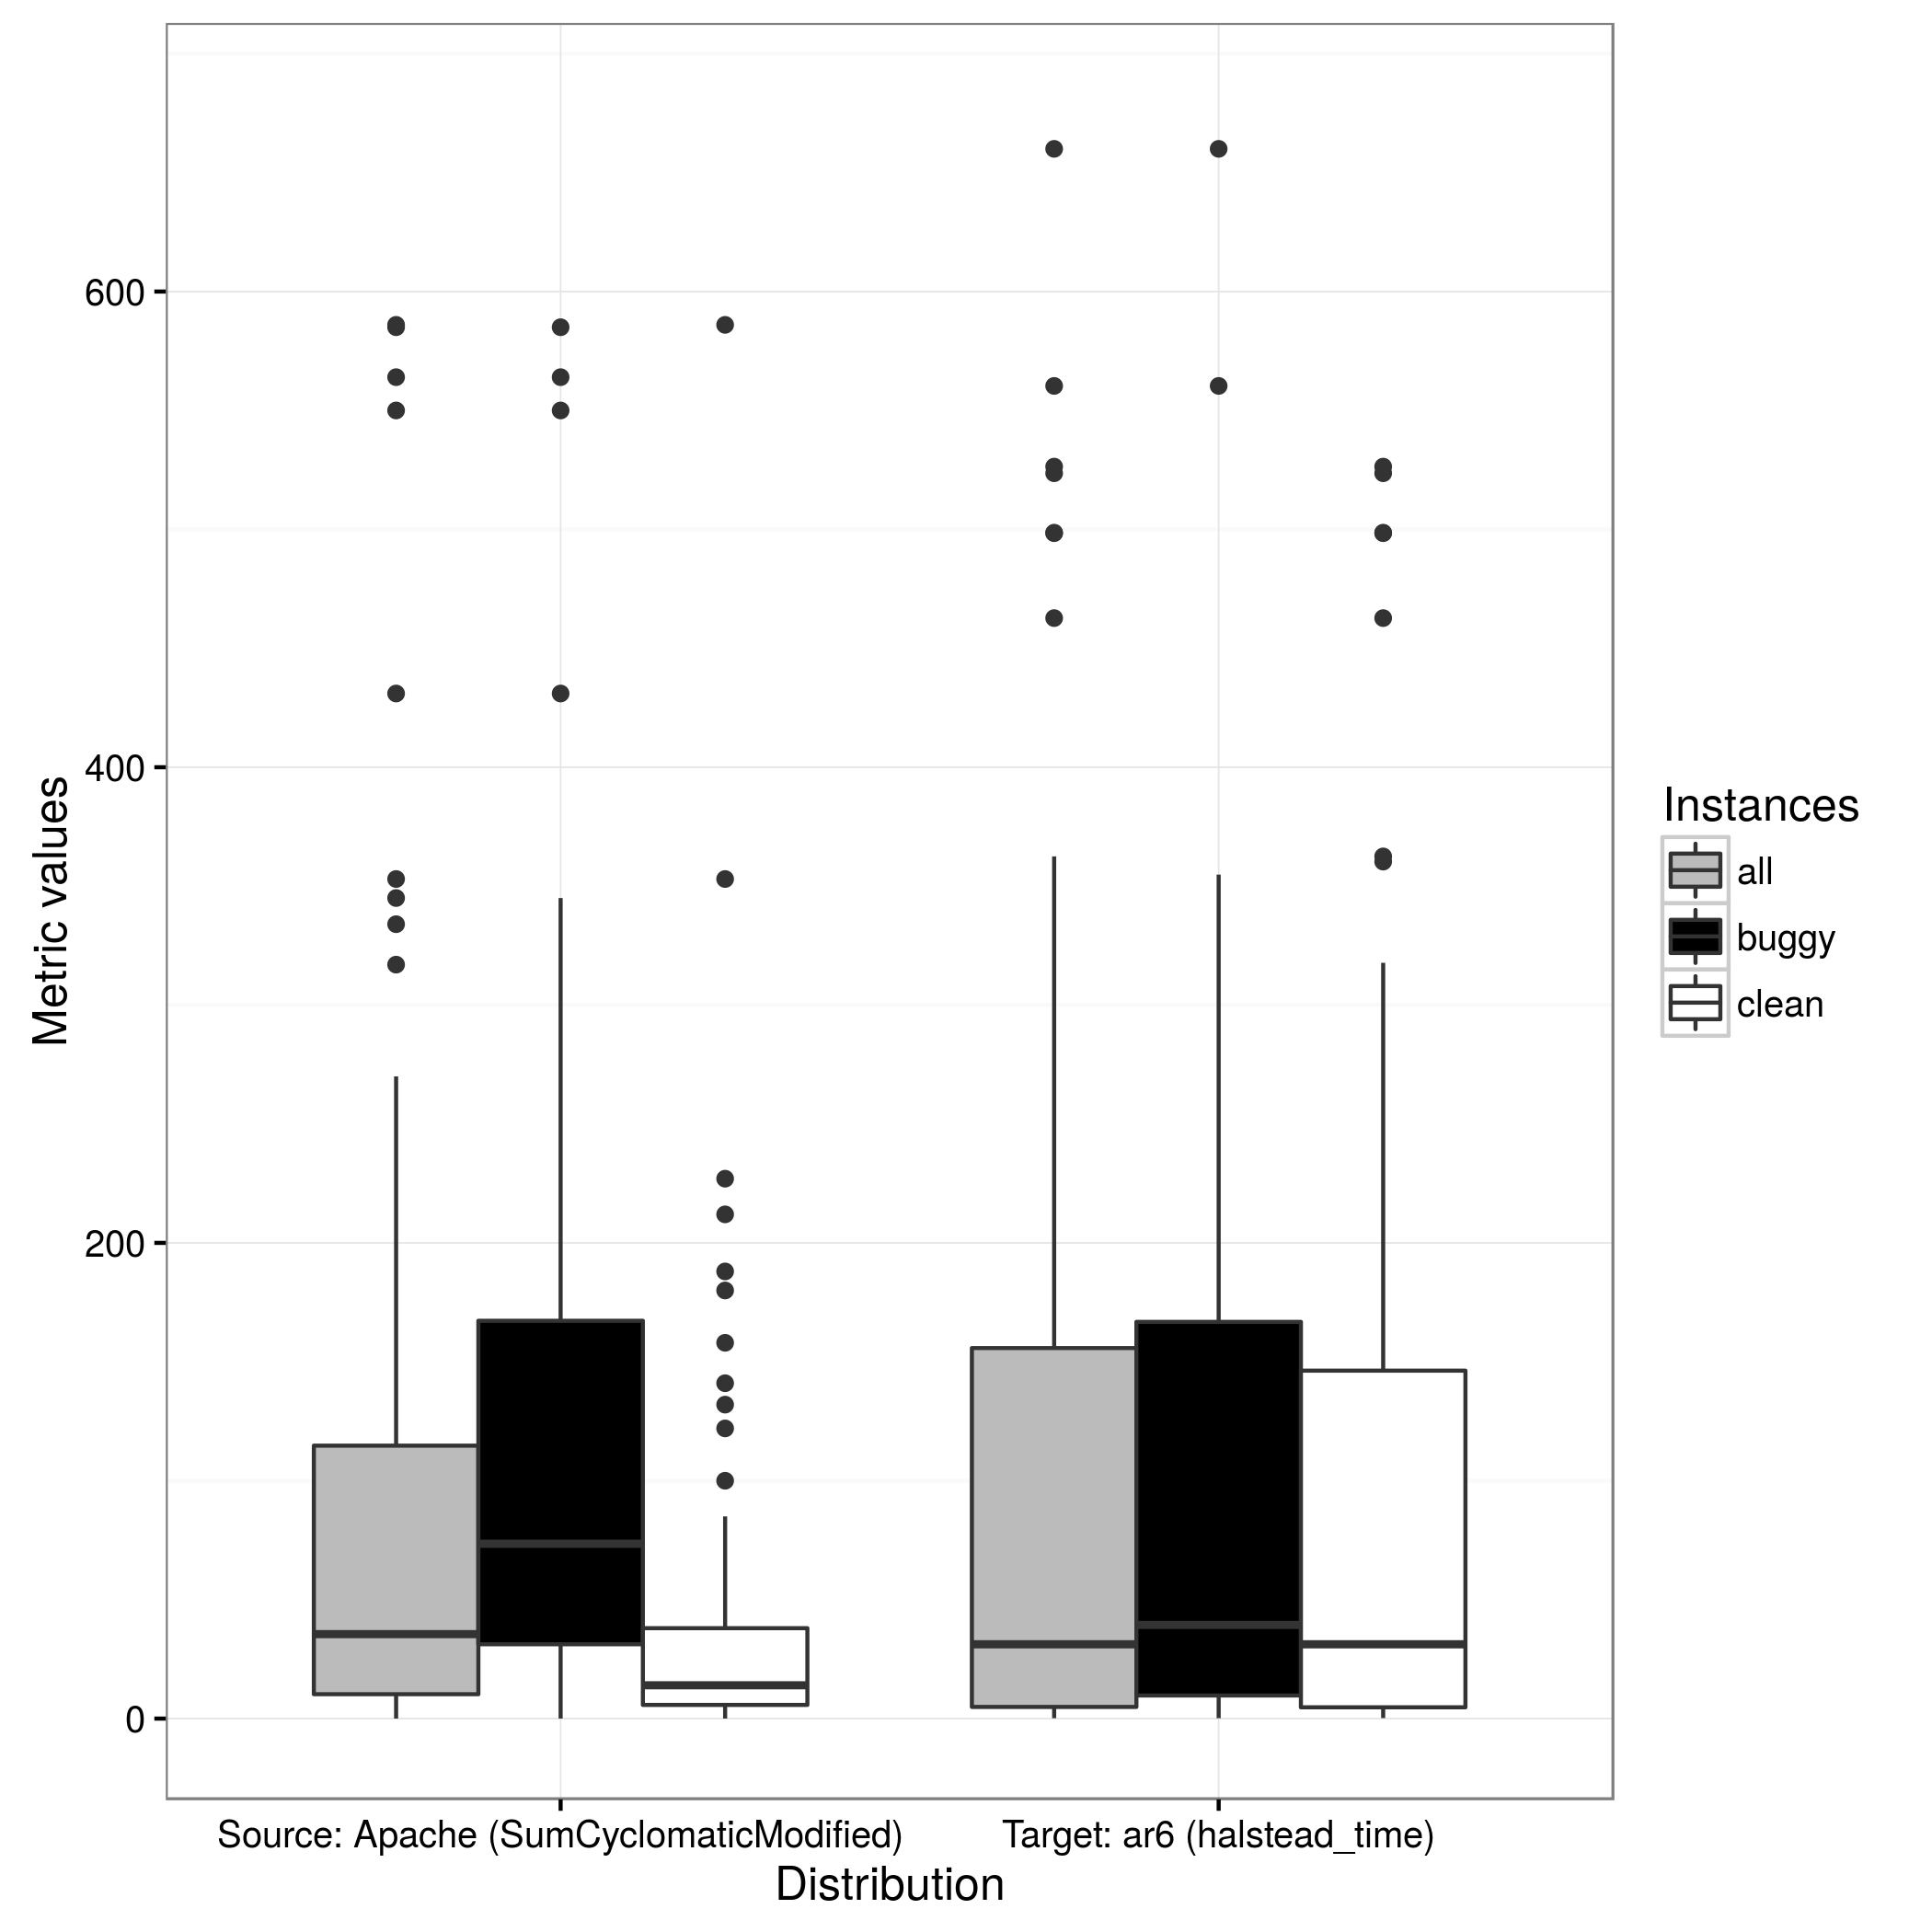 600
400
200
0
Metric values
Source: Apache (SumCyclomaticModified)
Target: ar6 (halstead_time)
Distribution
Instances
all
buggy
clean